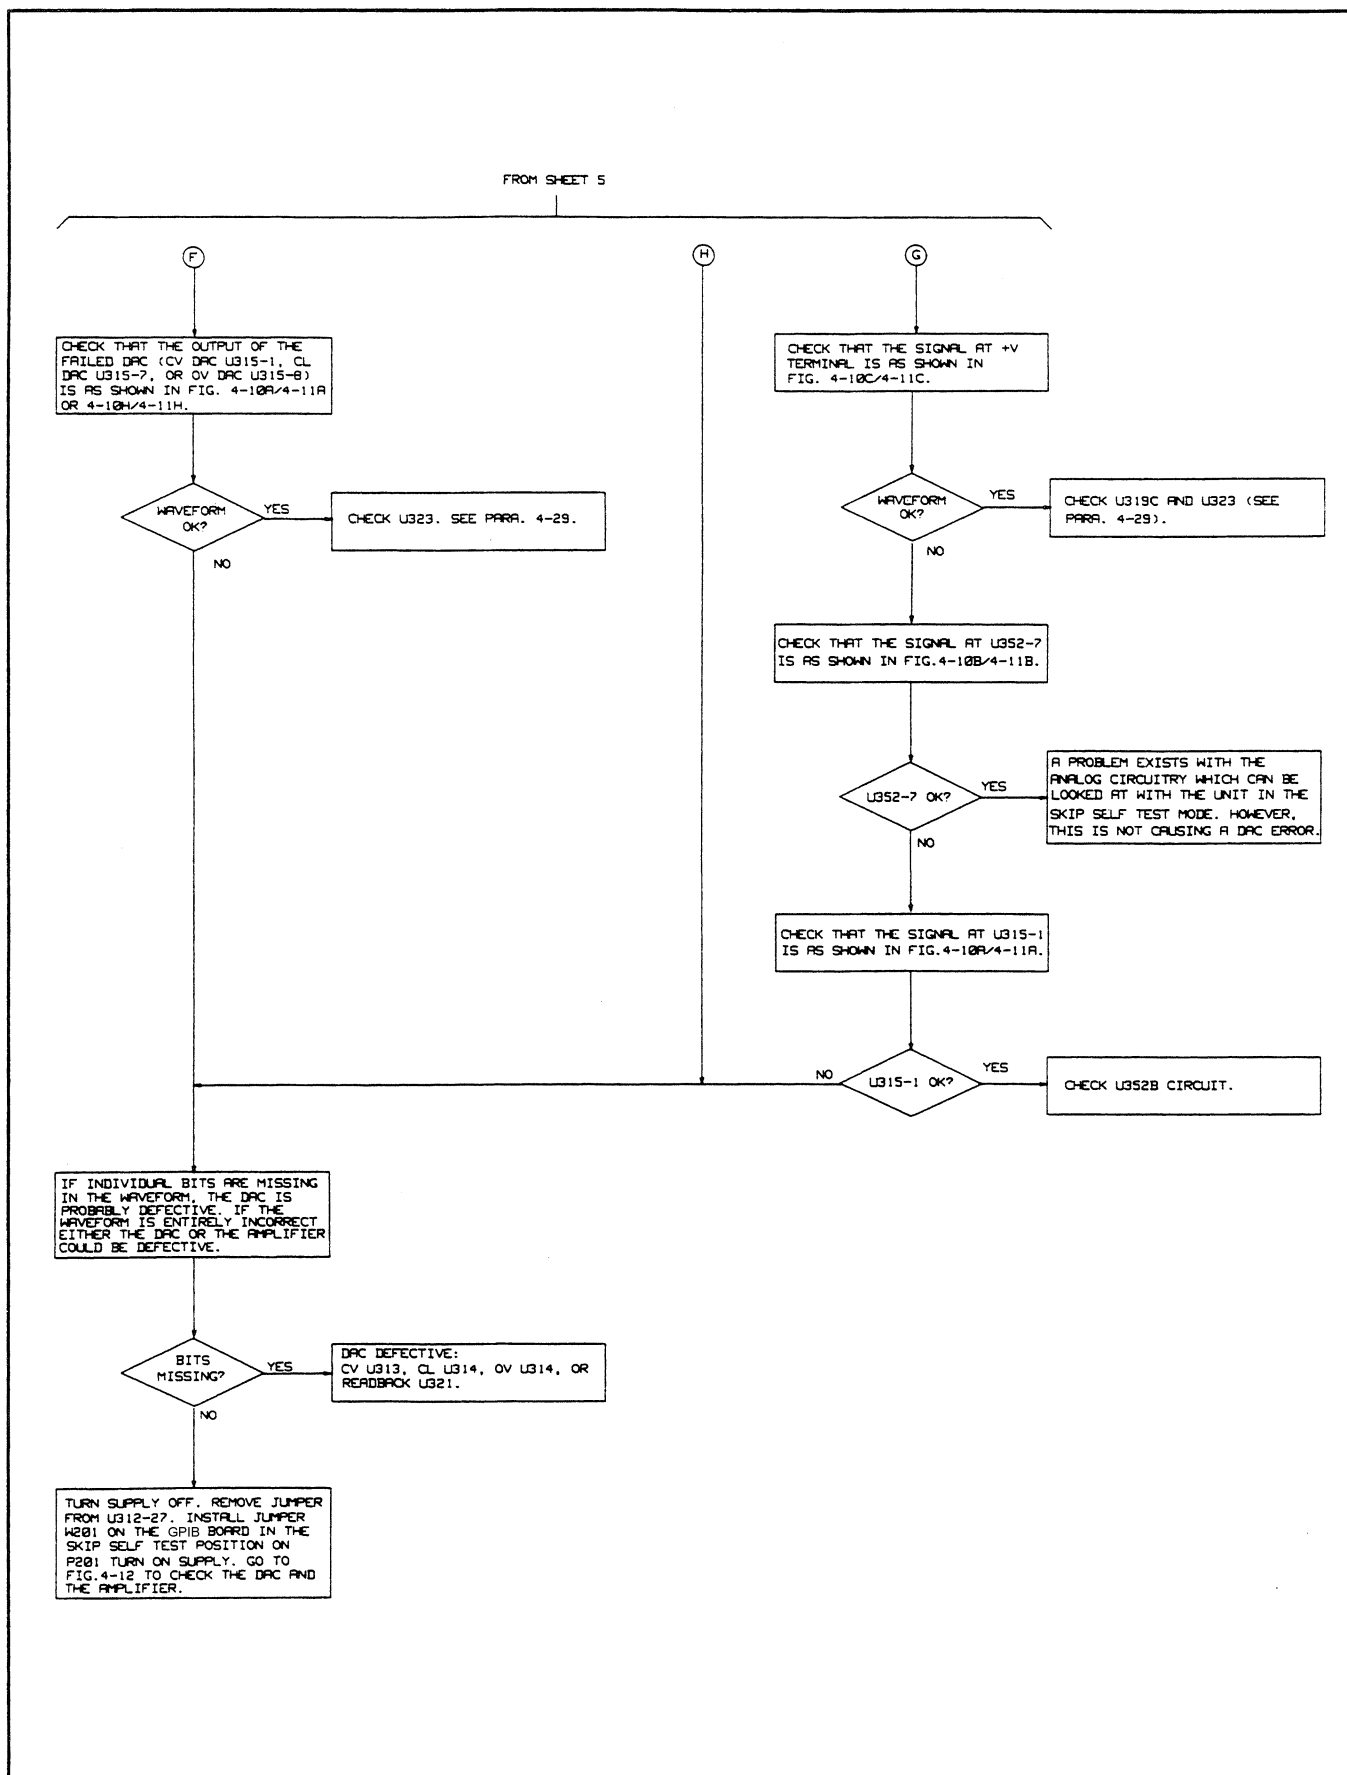 FROM SHEET 5
F
H
G
CHECK THAT THE OUTPUT OF THE
FAILED DAC (CV DAC U315-1, CL
DAC U315-7, OR OV DAC U315-8)
IS AS SHOWN IN FIG. 4-10A/4-11A
OR 4-10H/4-11H.
CHECK THAT THE SIGNAL AT +V
TERMINAL IS AS SHOWN IN
FIG. 4-10C/4-11C.
WAVEFORM
OK?
YES
NO
CHECK U323. SEE PARA. 4-29.
WAVEFORM
OK?
YES
NO
CHECK U319C AND U323 (SEE
PARA. 4-29).
CHECK THAT THE SIGNAL AT U352-7
IS AS SHOWN IN FIG.4-10B/4-11B.
U352-7 OK?
YES
NO
A PROBLEM EXISTS WITH THE
ANALOG CIRCUITRY WHICH CAN BE
LOOKED AT WITH THE UNIT IN THE
SKIP SELF TEST MODE. HOWEVER,
THIS IS NOT CAUSING A DAC ERROR.
CHECK THAT THE SIGNAL AT U315-1
IS AS SHOWN IN FIG.4-10A/4-11A.
NO
U315-1 OK?
YES
CHECK U352B CIRCUIT.
IF INDIVIDUAL BITS ARE MISSING
IN THE WAVEFORM, THE DAC IS
PROBABLY DEFECTIVE. IF THE
WAVEFORM IS ENTIRELY INCORRECT
EITHER THE DAC OR THE AMPLIFIER
COULD BE DEFECTIVE.
BITS
MISSING?
YES
NO
DAC DEFECTIVE:
CV U313, CL U314, OV U314, OR
READBACK U321.
TURN SUPPLY OFF. REMOVE JUMPER
FROM U312-27. INSTALL JUMPER
W201 ON THE GPIB BOARD IN THE
SKIP SELF TEST POSITION ON
P201 TURN ON SUPPLY. GO TO
FIG.4-12 TO CHECK THE DAC AND
THE AMPLIFIER.